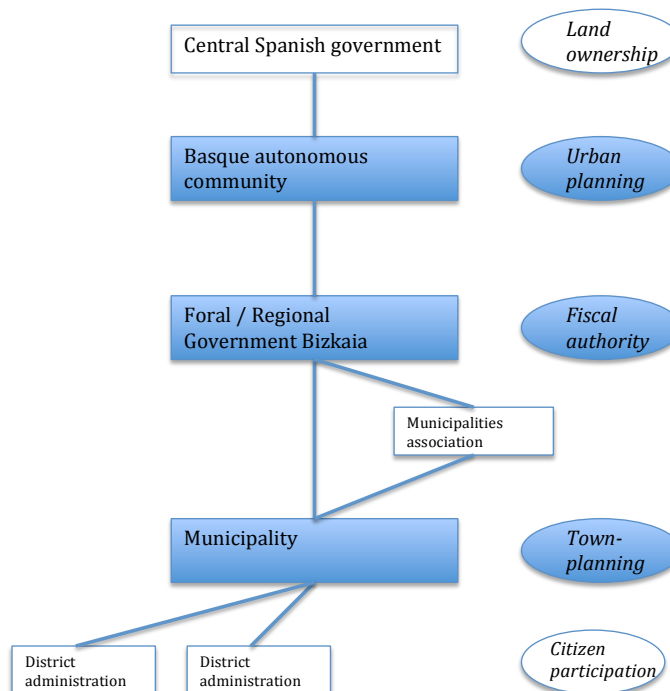 Central Spanish government
Land
ownership
Basque autonomous
community
Urban
planning
Foral / Regional
Government Bizkaia
Fiscal
authority
Municipalities
association
Municipality
Town-
planning
District
administration
District
administration
Citizen
participation